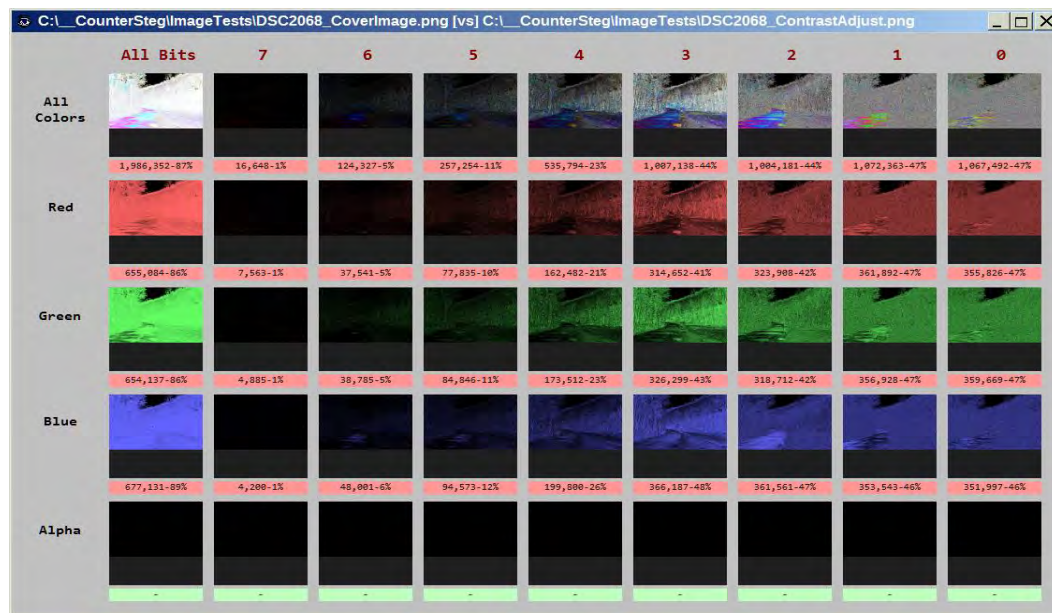 C:\__CounterSteg\ImageTests\DSC2068_CoverImage.png [vs] C:\__CounterSteg\ImageTests\DSC2068_ContrastAdjust.png
All Bits 7 6 5 4 3 2 1 0
All
Colors
1,986,352-87% 16,648-1% 124,327-5% 257,254-11% 535,794-23% 1,007,138-44% 1,004,181-44% 1,072,363-47% 1,067,492-47%
Red
655,084-86% 7,563-1% 37,541-5% 77,835-10% 162,482-21% 314,652-41% 323,908-42% 361,892-47% 355,826-47%
Green
654,137-86% 4,885-1% 38,785-5% 84,846-11% 173,512-23% 326,299-43% 318,712-42% 356,928-47% 359,669-47%
Blue
677,131-89% 4,200-1% 48,001-6% 94,573-12% 199,800-26% 366,187-48% 361,561-47% 353,543-46% 351,997-46%
Alpha
- - - - - - - - -